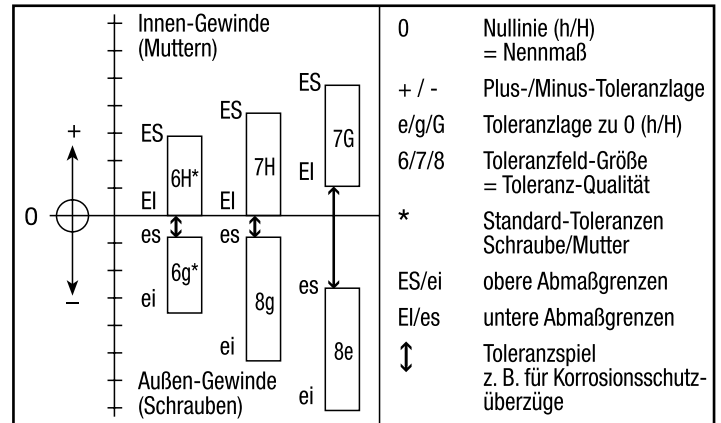 Innen-Gewinde
(Muttern)
ES
ES
ES
7G
+
6H*
7H
EI
EI
EI
0
es
es
6g*
es
ei
8g
ei
8e
Außen-Gewinde
(Schrauben)
ei
–
0 Nullinie (h/H)
= Nennmaß
+ / - Plus-/Minus-Toleranzlage
e/g/G Toleranzlage zu 0 (h/H)
6/7/8 Toleranzfeld-Größe
= Toleranz-Qualität
* Standard-Toleranzen
Schraube/Mutter
ES/ei obere Abmaßgrenzen
EI/es untere Abmaßgrenzen
Toleranzspiel
z. B. für Korrosionsschutz-
überzüge